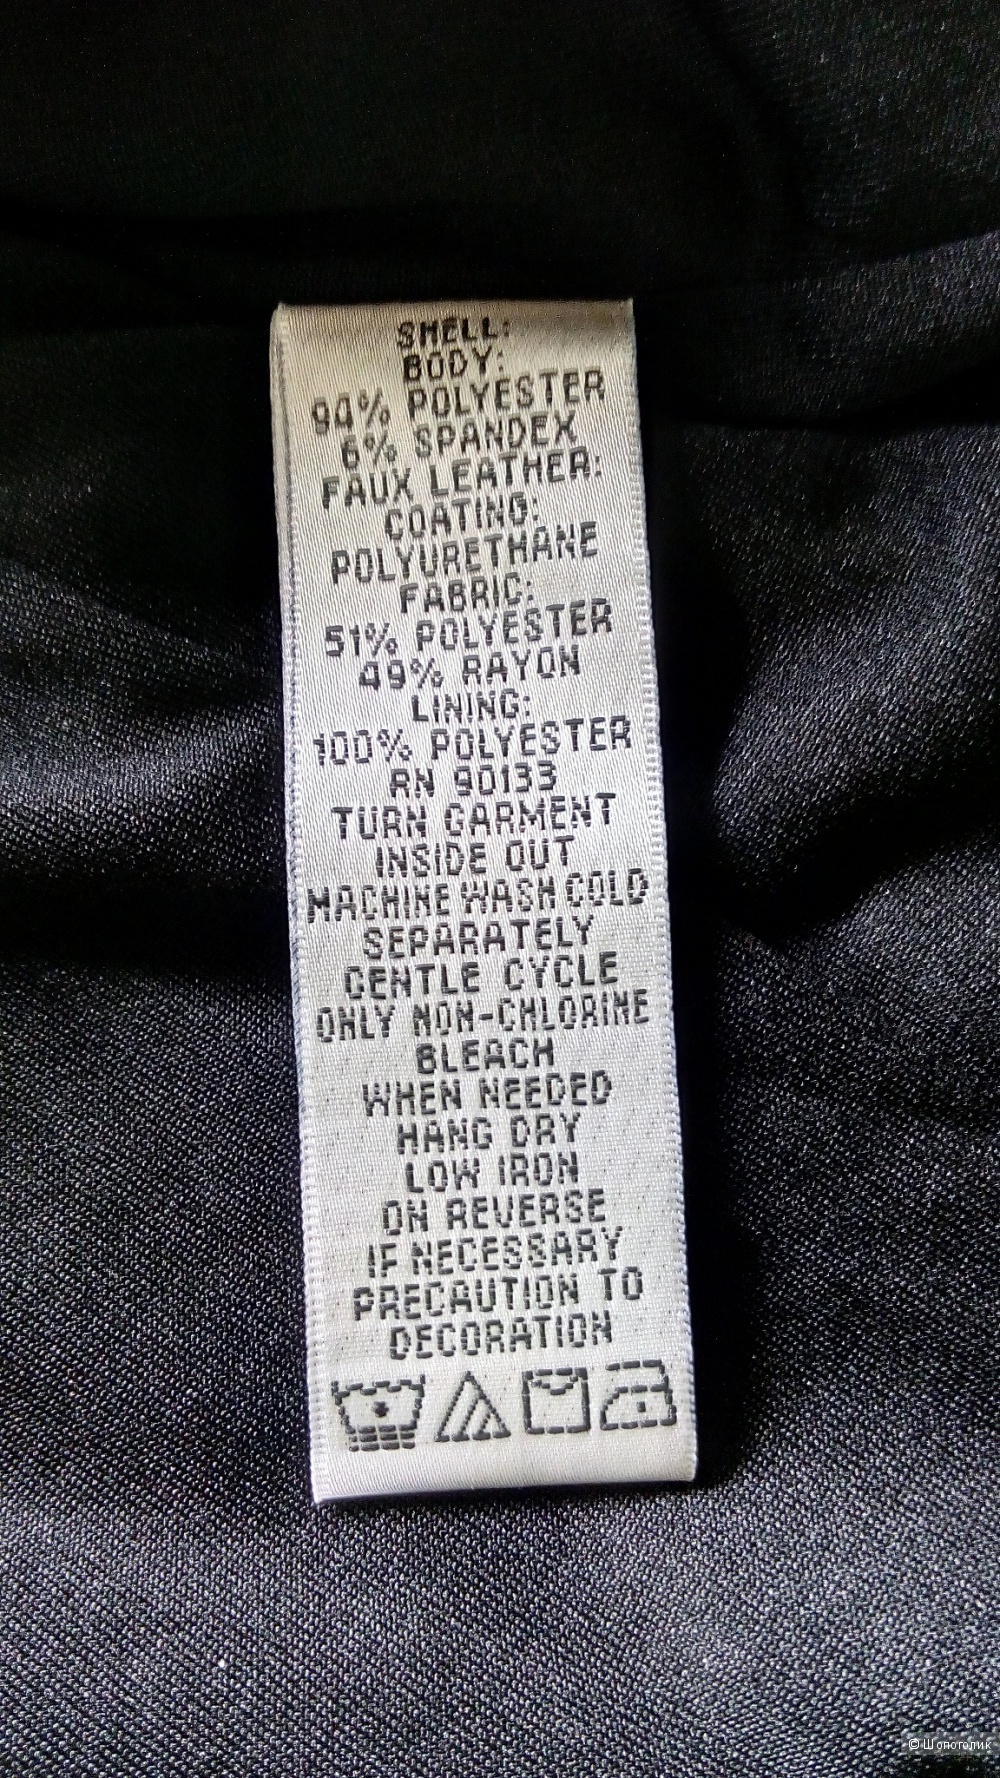 SHELL:
BODY:
94% POLYESTER
6% SPANDEX
FAUX LEATHER:
COATING:
POLYURETHANE
FABRIC:
51% POLYESTER
49% RAYON
LINING:
100% POLYESTER
RN 90133
TURN GARMENT
INSIDE OUT
MACHINE WASH COLD
SEPARATELY
GENTLE CYCLE
ONLY NON-CHLORINE
BLEACH
WHEN NEEDED
HANG DRY
LOW IRON
ON REVERSE
IF NECESSARY
PRECAUTION TO
DECORATION
© Шопоголик